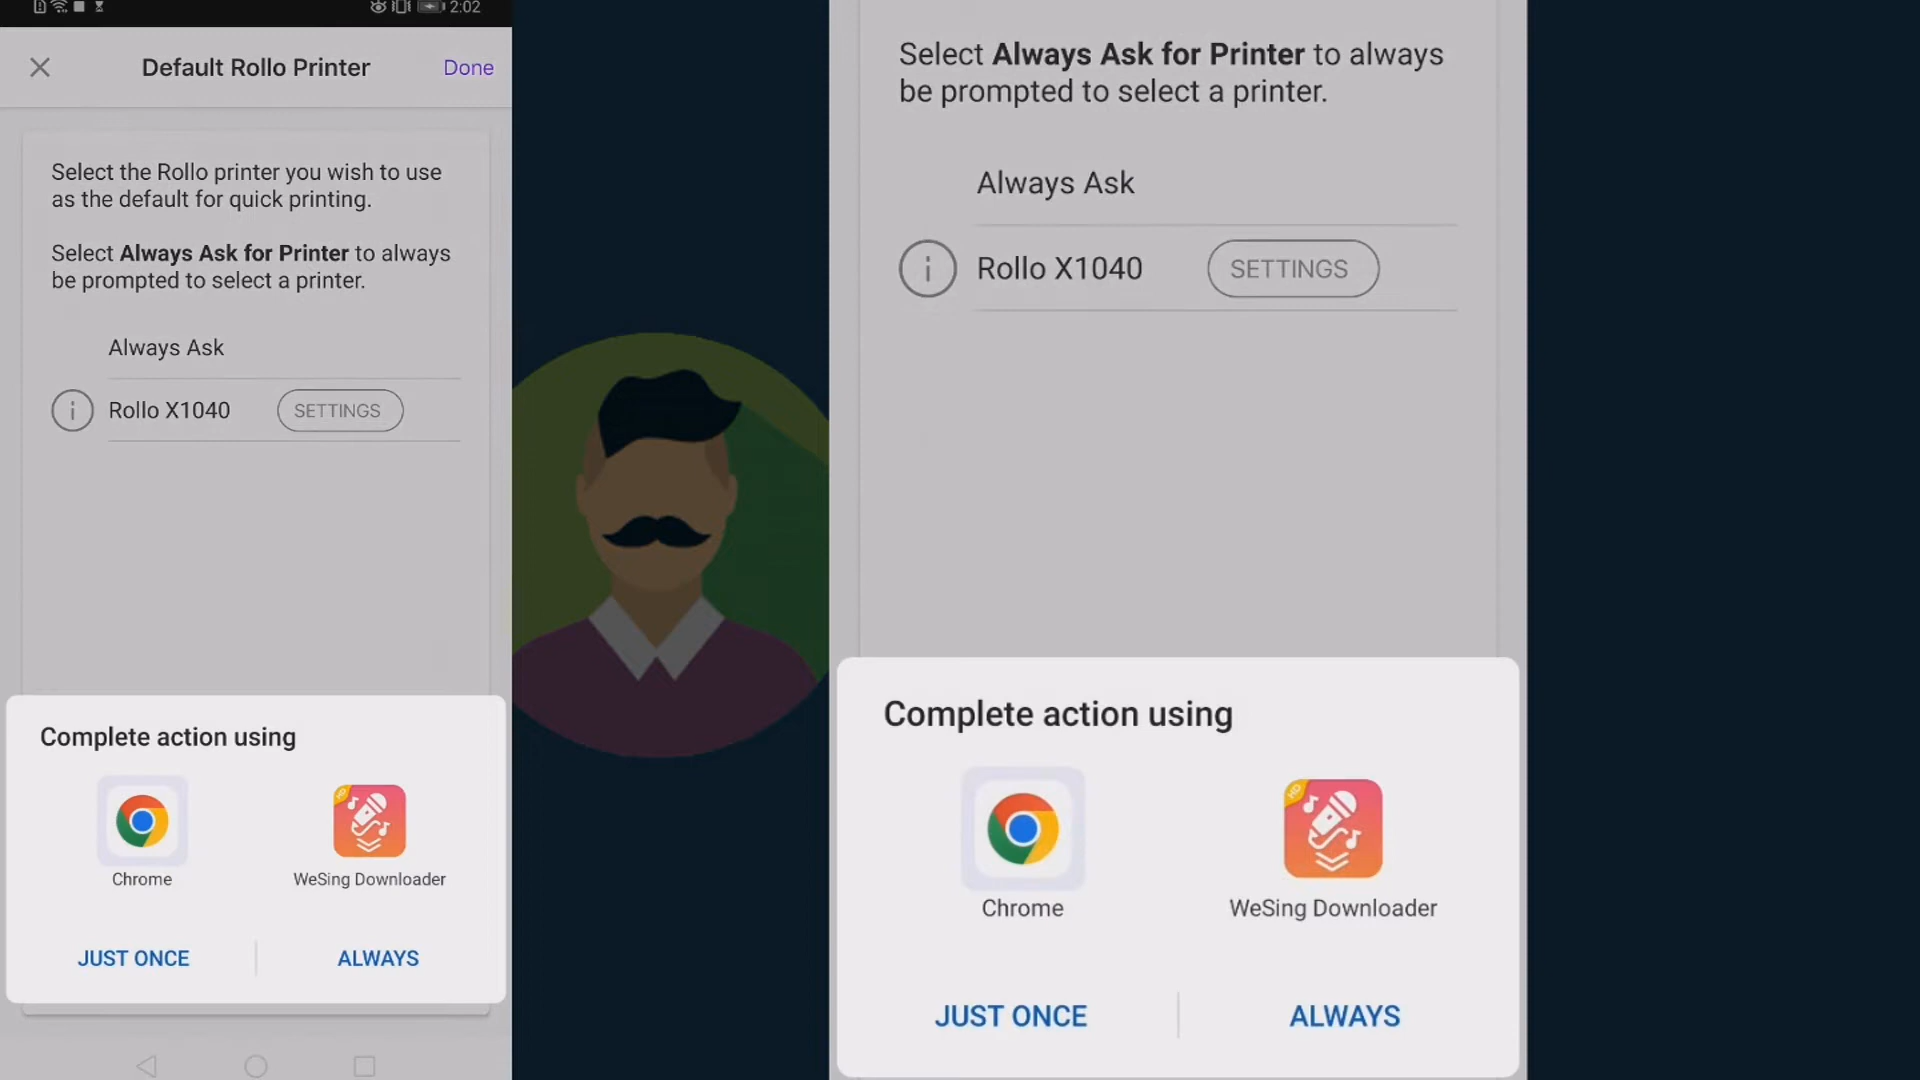 2:02
Default Rollo Printer
Done
Select the Rollo printer you wish to use
as the default for quick printing.
Select Always Ask for Printer to always
be prompted to select a printer.
Always Ask
Rollo X1040
SETTINGS
Complete action using
HD
Chrome
WeSing Downloader
JUST ONCE
ALWAYS
Select Always Ask for Printer to always
be prompted to select a printer.
Always Ask
Rollo X1040
SETTINGS
Complete action using
HD
Chrome
WeSing Downloader
JUST ONCE
ALWAYS